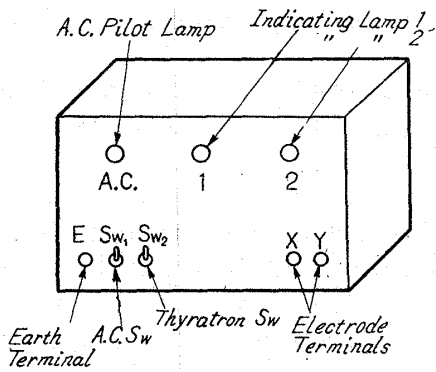 A.C. Pilot Lamp
Indicating Lamp 1
" " 2
A.C. 1 2
E Sw1 Sw2 X Y
Earth Terminal
A.C. Sw
Thyratron Sw
Electrode Terminals